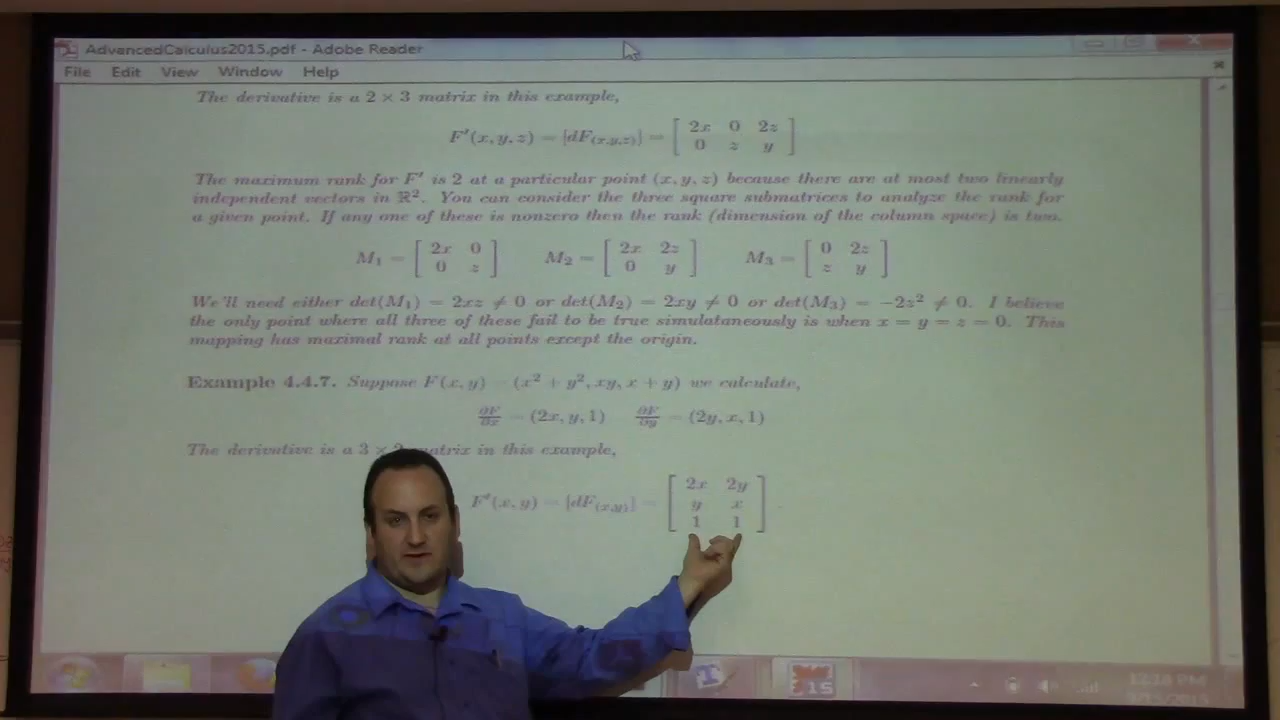 AdvancedCalculus2015.pdf - Adobe Reader
File Edit View Window Help
The derivative is a 2 × 3 matrix in this example,
F'(x, y, z) = [dF(x,y,z)] = [ 2x 0 2z
0 z y ]
The maximum rank for F' is 2 at a particular point (x, y, z) because there are at most two linearly
independent vectors in ℝ². You can consider the three square submatrices to analyze the rank for
a given point. If any one of these is nonzero then the rank (dimension of the column space) is two.
M₁ = [ 2x 0
0 z ] M₂ = [ 2x 2z
0 y ] M₃ = [ 0 2z
z y ]
We'll need either det(M₁) = 2xz ≠ 0 or det(M₂) = 2xy ≠ 0 or det(M₃) = −2z² ≠ 0. I believe
the only point where all three of these fail to be true simulataneously is when x = y = z = 0. This
mapping has maximal rank at all points except the origin.
Example 4.4.7. Suppose F(x, y) = (x² + y², xy, x + y) we calculate,
∂F/∂x = (2x, y, 1) ∂F/∂y = (2y, x, 1)
The derivative is a 3 × 2 matrix in this example,
F'(x, y) = [dF(x,y)] = [ 2x 2y
y x
1 1 ] .
15
12:18 PM